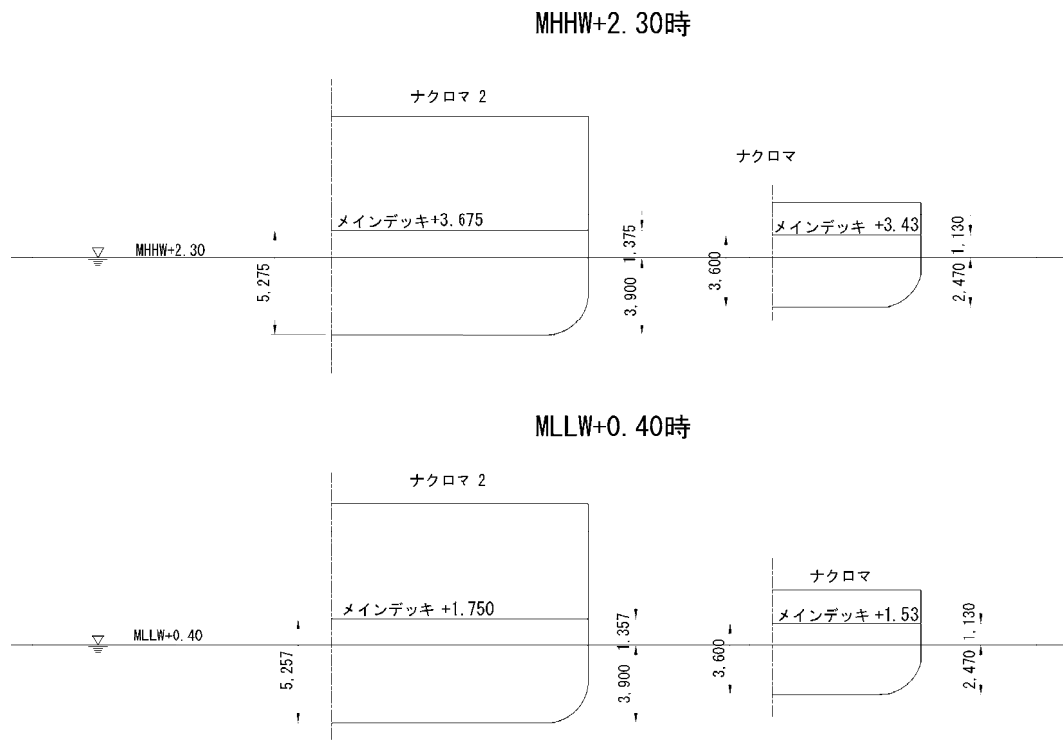 MHHW+2.30時
ナクロマ 2
ナクロマ
メインデッキ+3.675
メインデッキ +3.43
MHHW+2.30
5,275
1,375
3,900
3,600
1,130
2,470
MLLW+0.40時
ナクロマ 2
ナクロマ
メインデッキ +1.750
メインデッキ +1.53
MLLW+0.40
5,257
1,357
3,900
3,600
1,130
2,470